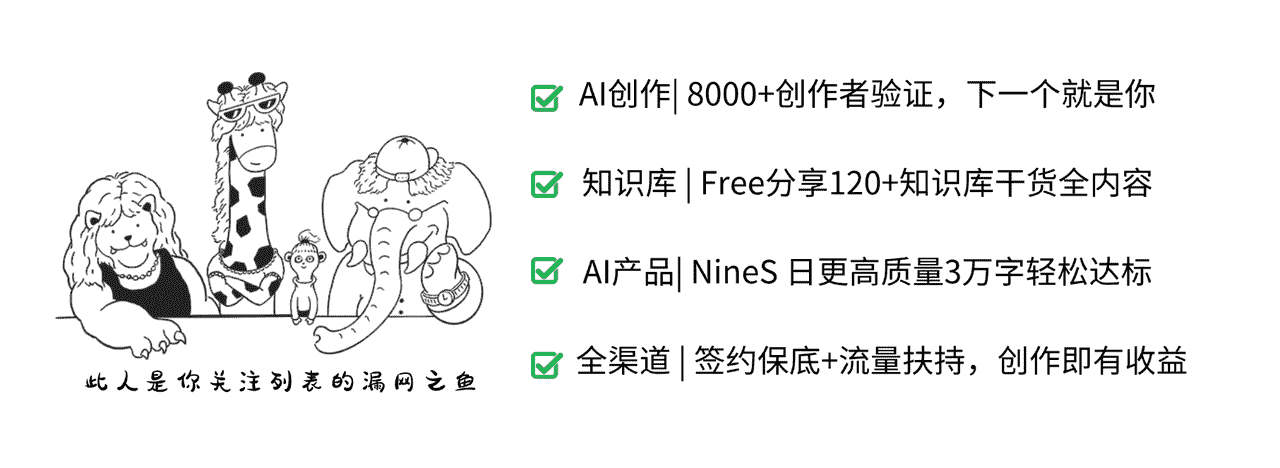 AI创作| 8000+创作者验证，下一个就是你
知识库 | Free分享120+知识库干货全内容
AI产品| NineS 日更高质量3万字轻松达标
全渠道 | 签约保底+流量扶持，创作即有收益
此人是你关注列表的漏网之鱼